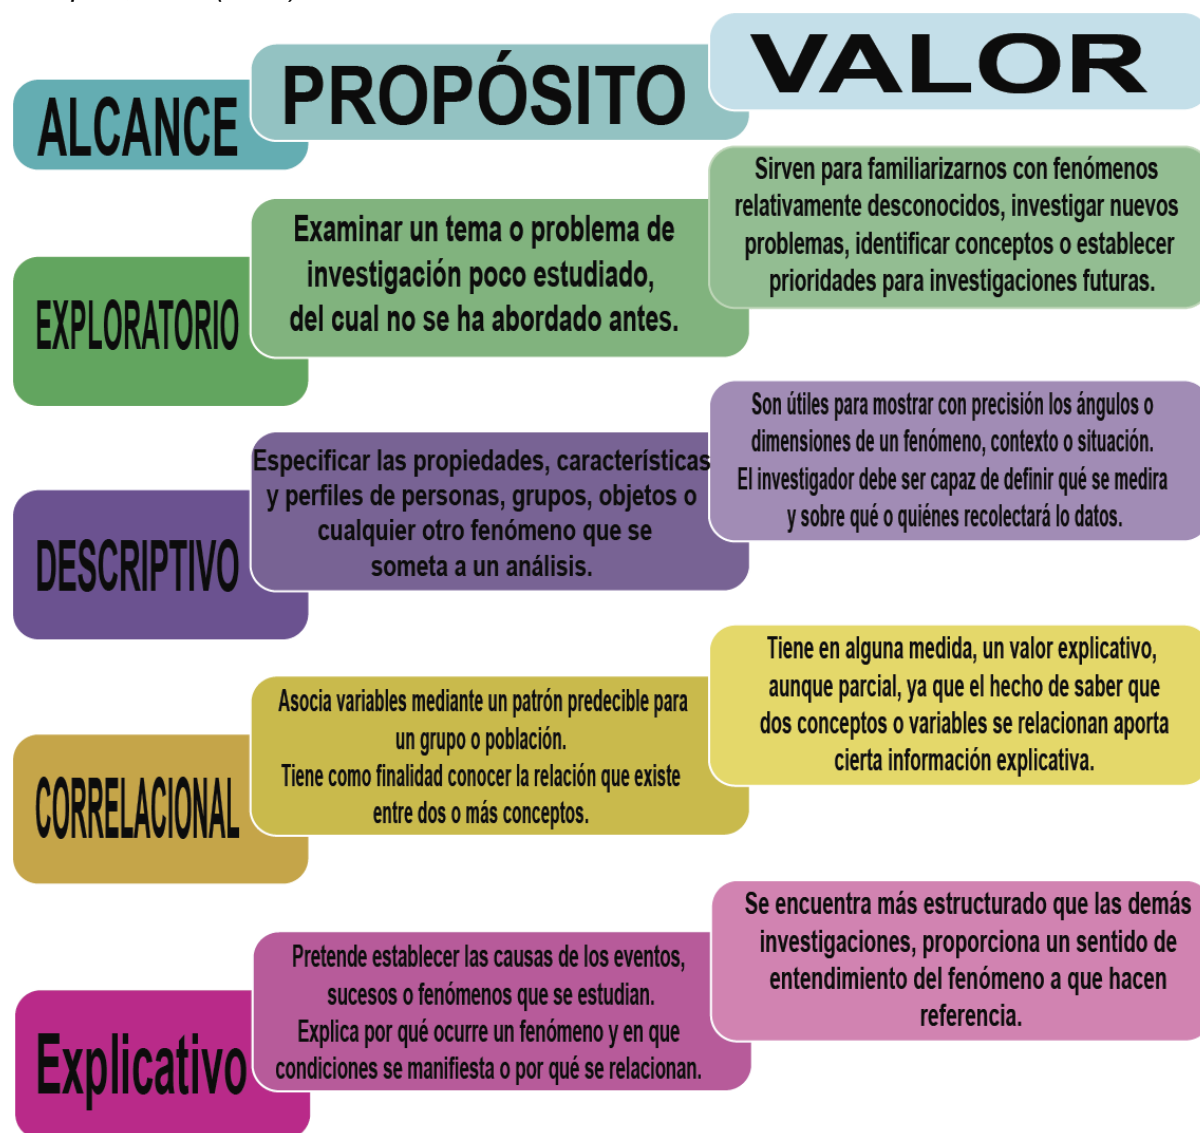 ALCANCE
PROPÓSITO
VALOR
EXPLORATORIO
Examinar un tema o problema de
investigación poco estudiado,
del cual no se ha abordado antes.
Sirven para familiarizarnos con fenómenos
relativamente desconocidos, investigar nuevos
problemas, identificar conceptos o establecer
prioridades para investigaciones futuras.
DESCRIPTIVO
Especificar las propiedades, características
y perfiles de personas, grupos, objetos o
cualquier otro fenómeno que se
someta a un análisis.
Son útiles para mostrar con precisión los ángulos o
dimensiones de un fenómeno, contexto o situación.
El investigador debe ser capaz de definir qué se medira
y sobre qué o quiénes recolectará lo datos.
CORRELACIONAL
Asocia variables mediante un patrón predecible para
un grupo o población.
Tiene como finalidad conocer la relación que existe
entre dos o más conceptos.
Tiene en alguna medida, un valor explicativo,
aunque parcial, ya que el hecho de saber que
dos conceptos o variables se relacionan aporta
cierta información explicativa.
Explicativo
Pretende establecer las causas de los eventos,
sucesos o fenómenos que se estudian.
Explica por qué ocurre un fenómeno y en que
condiciones se manifiesta o por qué se relacionan.
Se encuentra más estructurado que las demás
investigaciones, proporciona un sentido de
entendimiento del fenómeno a que hacen
referencia.